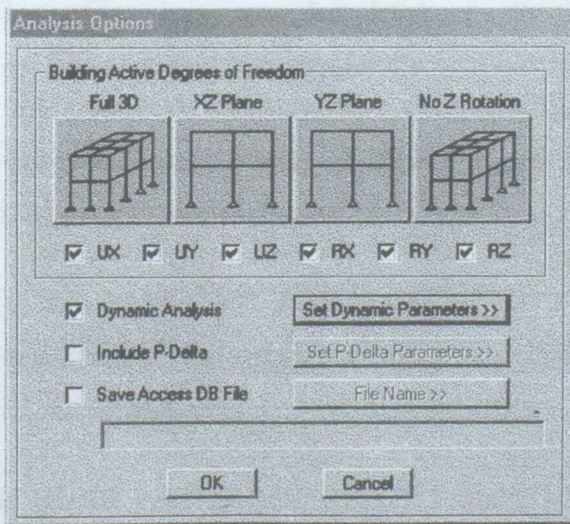 Analysis Options
Building Active Degrees of Freedom
Full 3D XZ Plane YZ Plane No Z Rotation
UX UY UZ RX RY RZ
Dynamic Analysis Set Dynamic Parameters >>
Include P-Delta Set P-Delta Parameters >>
Save Access DB File File Name >>
OK Cancel